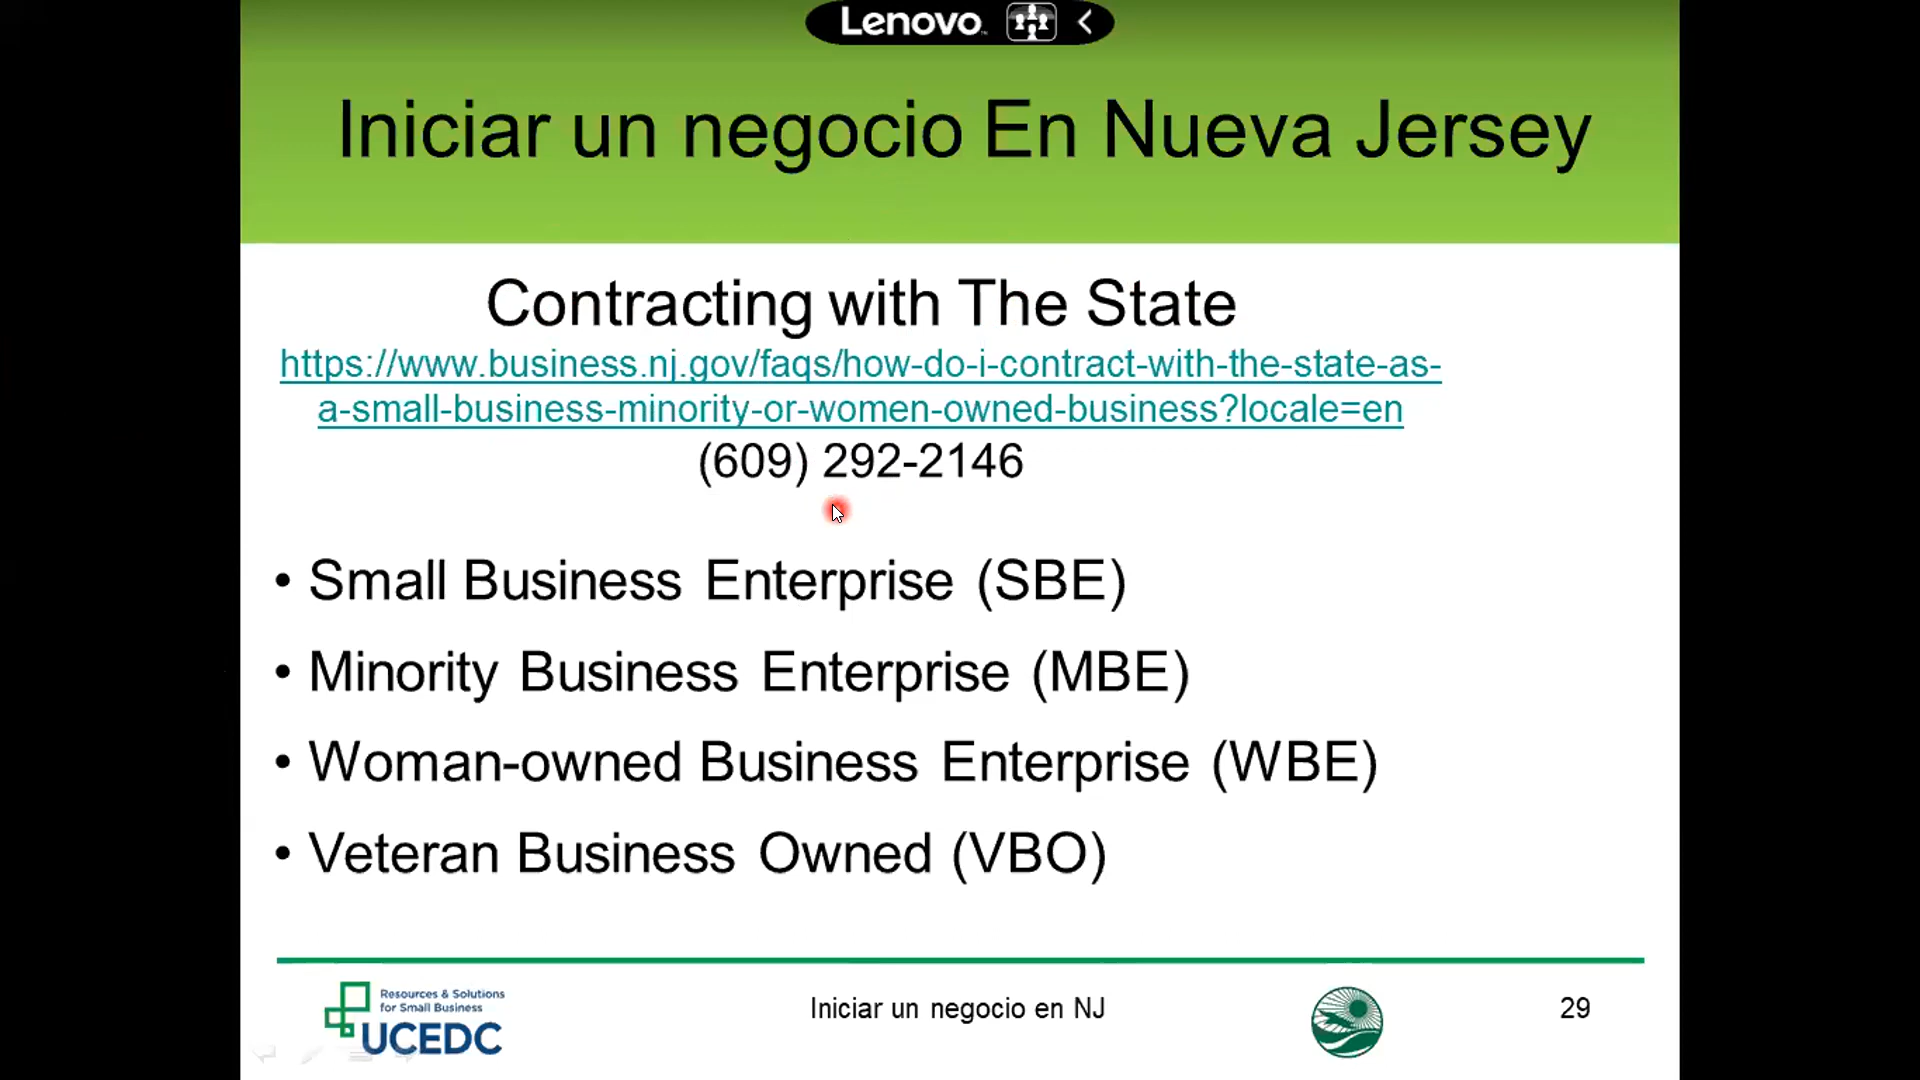 Lenovo
Iniciar un negocio En Nueva Jersey
Contracting with The State
https://www.business.nj.gov/faqs/how-do-i-contract-with-the-state-as-
a-small-business-minority-or-women-owned-business?locale=en
(609) 292-2146
• Small Business Enterprise (SBE)
• Minority Business Enterprise (MBE)
• Woman-owned Business Enterprise (WBE)
• Veteran Business Owned (VBO)
Resources & Solutions
for Small Business
UCEDC
Iniciar un negocio en NJ
29